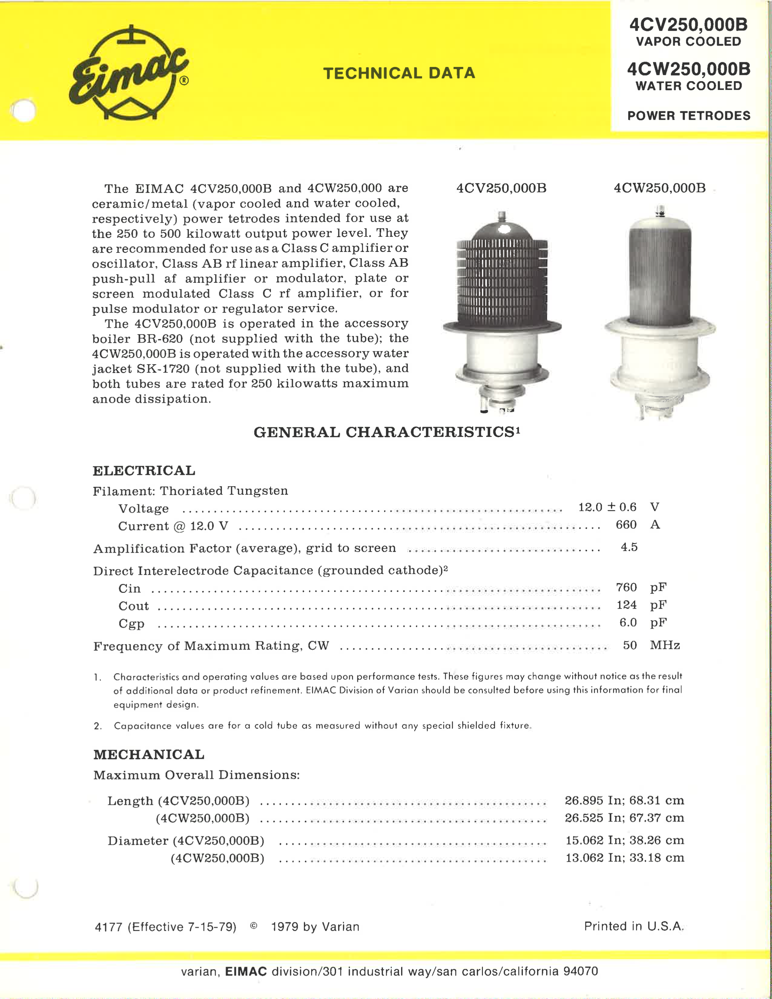 Eimac ®
TECHNICAL DATA
4CV250,000B
VAPOR COOLED
4CW250,000B
WATER COOLED
POWER TETRODES
The EIMAC 4CV250,000B and 4CW250,000 are
ceramic/metal (vapor cooled and water cooled,
respectively) power tetrodes intended for use at
the 250 to 500 kilowatt output power level. They
are recommended for use as a Class C amplifier or
oscillator, Class AB rf linear amplifier, Class AB
push-pull af amplifier or modulator, plate or
screen modulated Class C rf amplifier, or for
pulse modulator or regulator service.
The 4CV250,000B is operated in the accessory
boiler BR-620 (not supplied with the tube); the
4CW250,000B is operated with the accessory water
jacket SK-1720 (not supplied with the tube), and
both tubes are rated for 250 kilowatts maximum
anode dissipation.
4CV250,000B 4CW250,000B
GENERAL CHARACTERISTICS¹
ELECTRICAL
Filament: Thoriated Tungsten
Voltage ........ 12.0 ± 0.6 V
Current @ 12.0 V ........ 660 A
Amplification Factor (average), grid to screen ........ 4.5
Direct Interelectrode Capacitance (grounded cathode)²
Cin ........ 760 pF
Cout ........ 124 pF
Cgp ........ 6.0 pF
Frequency of Maximum Rating, CW ........ 50 MHz
1. Characteristics and operating values are based upon performance tests. These figures may change without notice as the result
of additional data or product refinement. EIMAC Division of Varian should be consulted before using this information for final
equipment design.
2. Capacitance values are for a cold tube as measured without any special shielded fixture.
MECHANICAL
Maximum Overall Dimensions:
Length (4CV250,000B) ........ 26.895 In; 68.31 cm
(4CW250,000B) ........ 26.525 In; 67.37 cm
Diameter (4CV250,000B) ........ 15.062 In; 38.26 cm
(4CW250,000B) ........ 13.062 In; 33.18 cm
4177 (Effective 7-15-79) © 1979 by Varian Printed in U.S.A.
varian, EIMAC division/301 industrial way/san carlos/california 94070